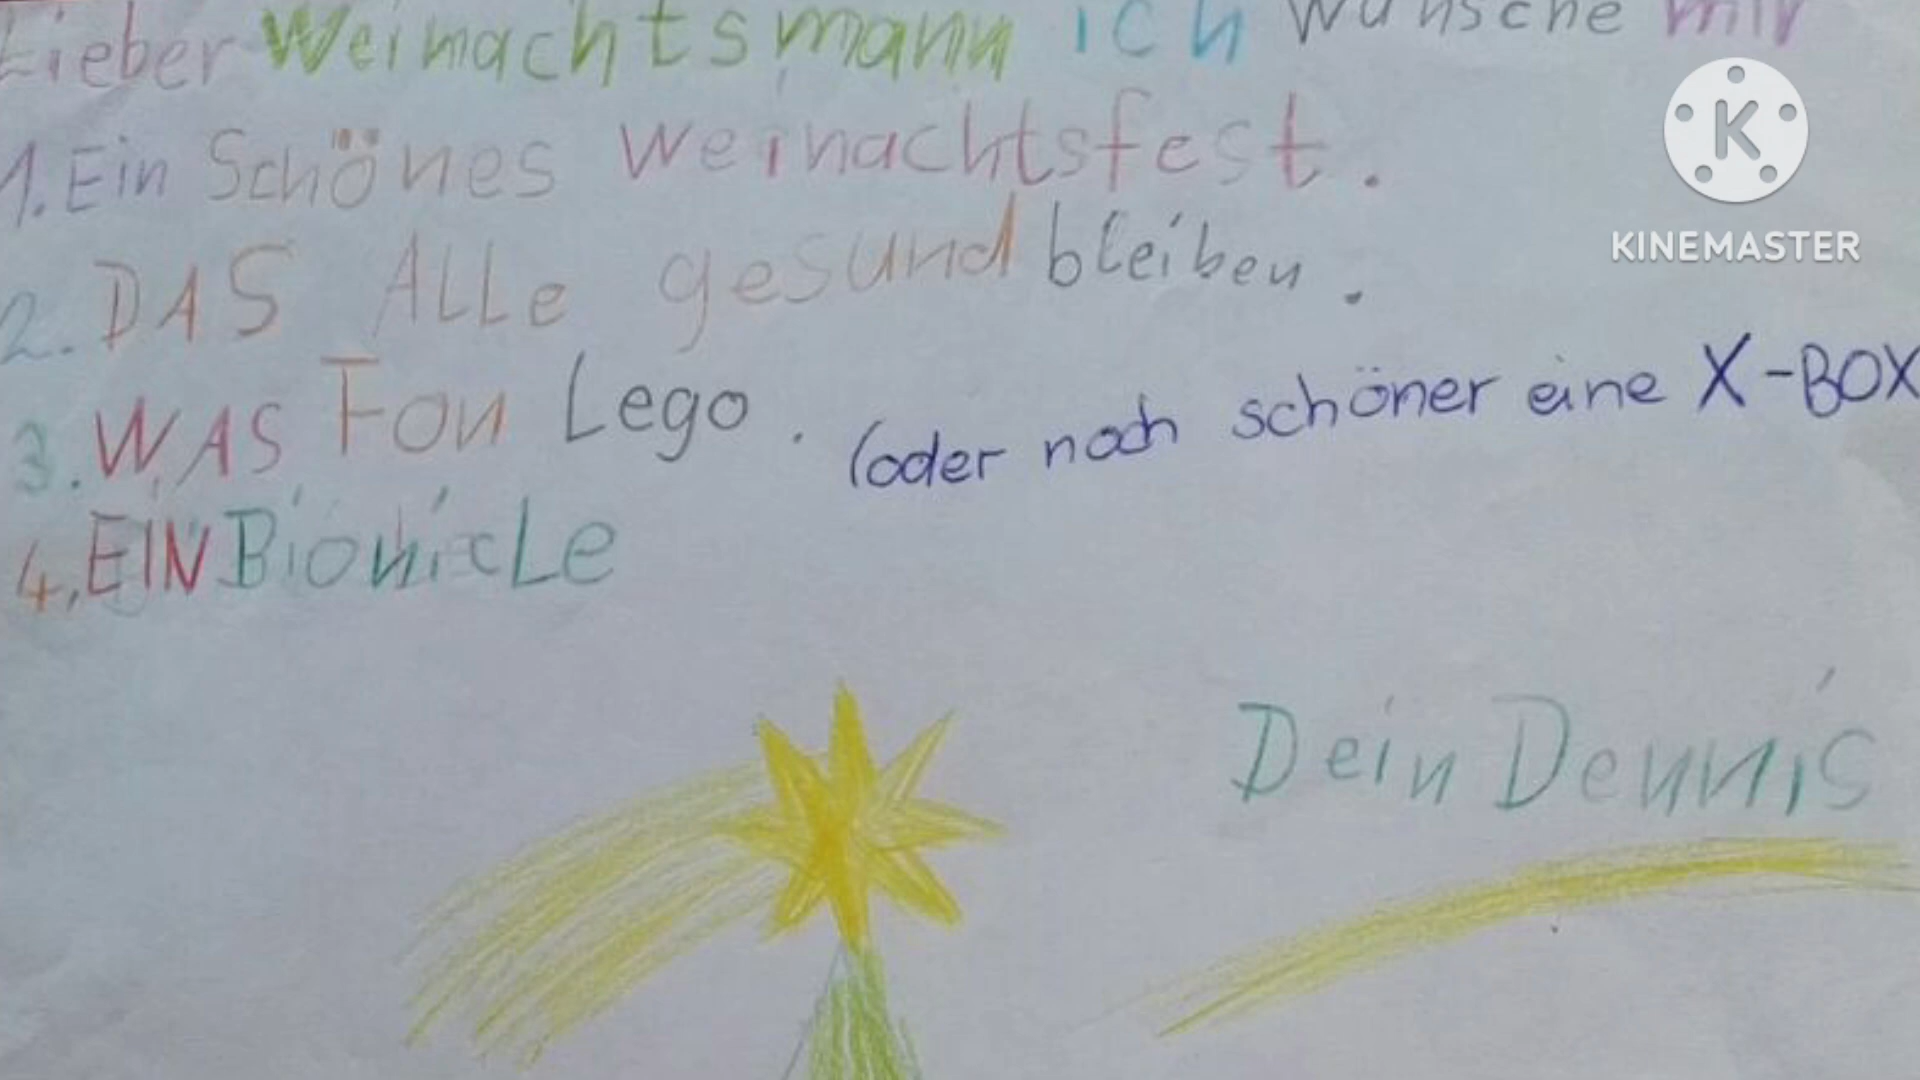 Lieber Weinachtsmann ich wünsche mir
1. Ein Schönes weinachtsfest.
2. DAS ALLe gesund bleiben.
3. WAS Fon Lego. (oder noch schöner eine X-BOX
4. EIN BionicLe
Dein Dennis
K
KINEMASTER